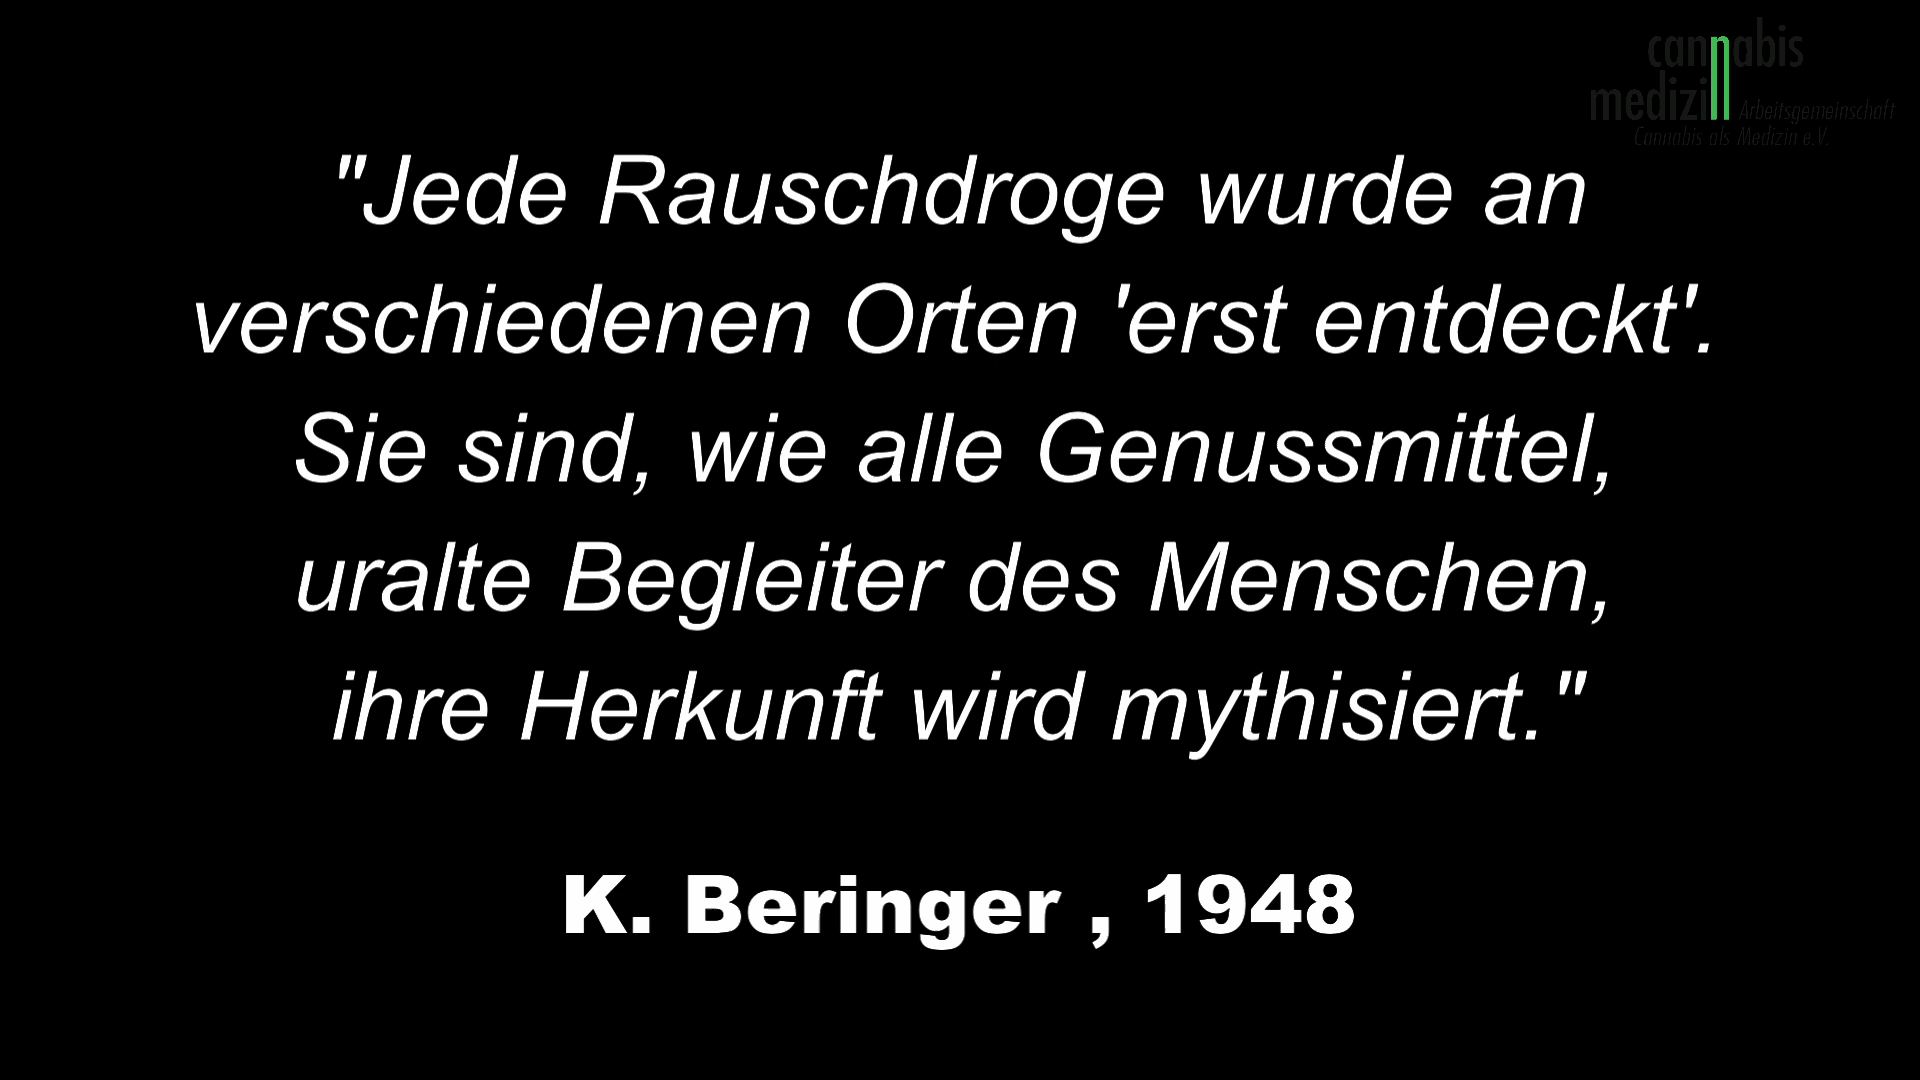 cannabis
medizin Arbeitsgemeinschaft
Cannabis als Medizin e.V.
"Jede Rauschdroge wurde an
verschiedenen Orten 'erst entdeckt'.
Sie sind, wie alle Genussmittel,
uralte Begleiter des Menschen,
ihre Herkunft wird mythisiert."
K. Beringer , 1948